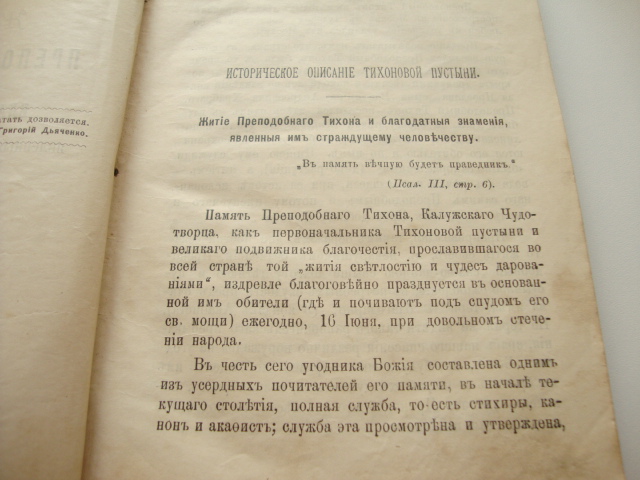 ПРЕПО
тать дозволяется.
Григорій Дьяченко.
ИСТОРИЧЕСКОЕ ОПИСАНІЕ ТИХОНОВОЙ ПУСТЫНИ.
Житіе Преподобнаго Тихона и благодатныя знаменія,
явленныя имъ страждущему человѣчеству.
„Въ память вѣчную будетъ праведникъ.“
(Псал. III, стр. 6).
Память Преподобнаго Тихона, Калужскаго Чудо-
творца, какъ первоначальника Тихоновой пустыни и
великаго подвижника благочестія, прославившагося во
всей странѣ той „житія свѣтлостію и чудесъ дарова-
ніями“, издревле благоговѣйно празднуется въ основан-
ной имъ обители (гдѣ и почиваютъ подъ спудомъ его
св. мощи) ежегодно, 16 Іюня, при довольномъ стече-
ніи народа.
Въ честь сего угодника Божія составлена однимъ
изъ усердныхъ почитателей его памяти, въ началѣ те-
кущаго столѣтія, полная служба, то-есть стихиры, ка-
нонъ и акаѳистъ; служба эта просмотрѣна и утверждена,